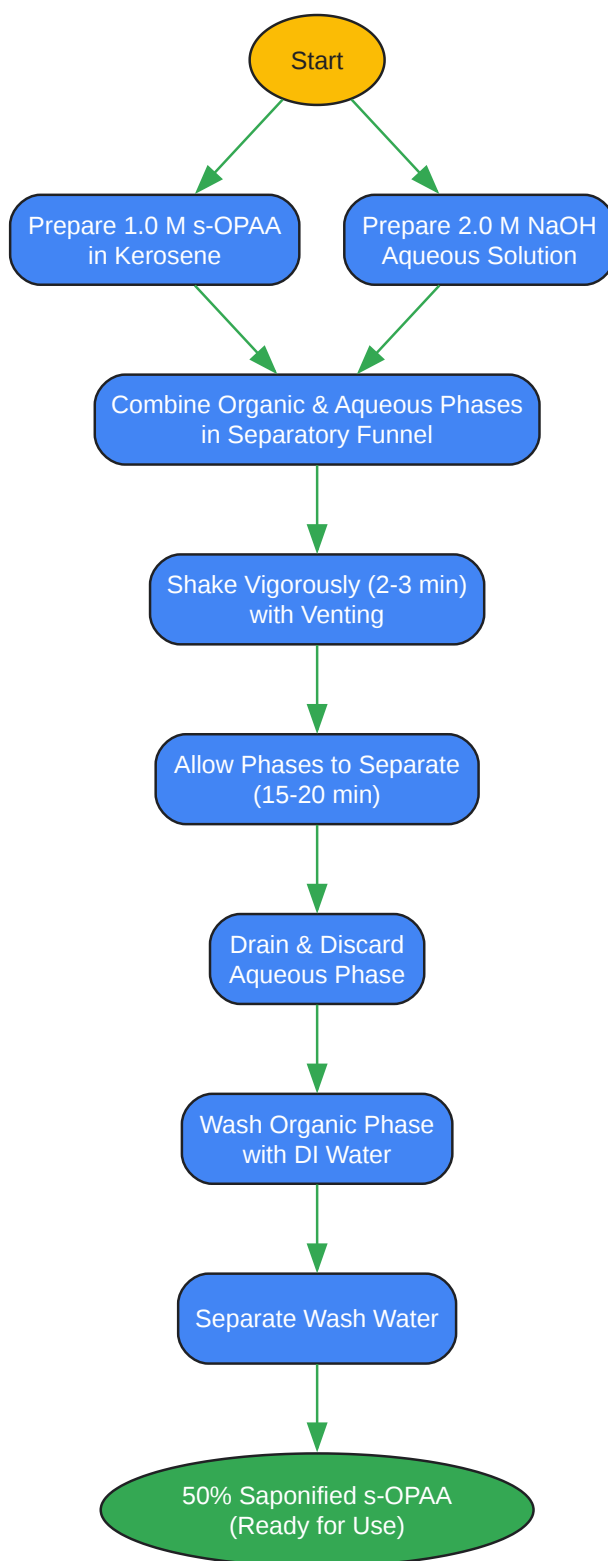 Start
Prepare 1.0 M s-OPAA
in Kerosene
Prepare 2.0 M NaOH
Aqueous Solution
Combine Organic & Aqueous Phases
in Separatory Funnel
Shake Vigorously (2-3 min)
with Venting
Allow Phases to Separate
(15-20 min)
Drain & Discard
Aqueous Phase
Wash Organic Phase
with DI Water
Separate Wash Water
50% Saponified s-OPAA
(Ready for Use)